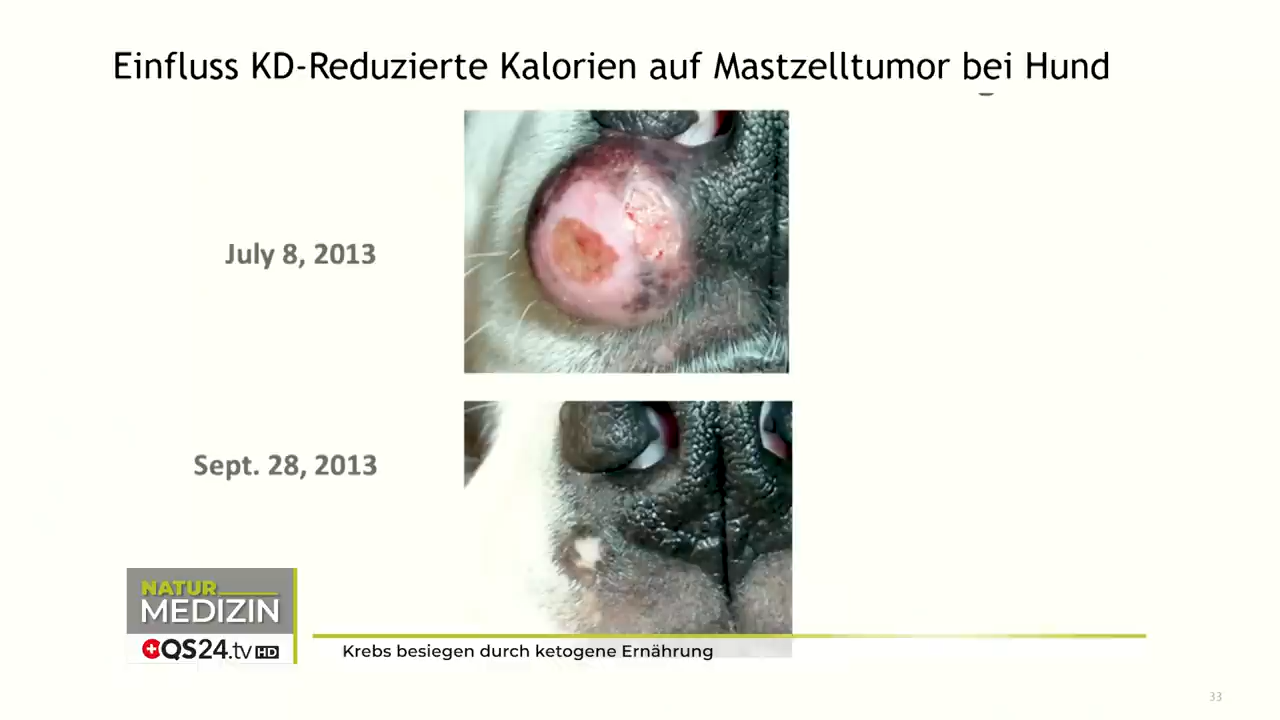 Einfluss KD-Reduzierte Kalorien auf Mastzelltumor bei Hund
July 8, 2013
Sept. 28, 2013
NATUR
MEDIZIN
QS24.tv HD
Krebs besiegen durch ketogene Ernährung
33